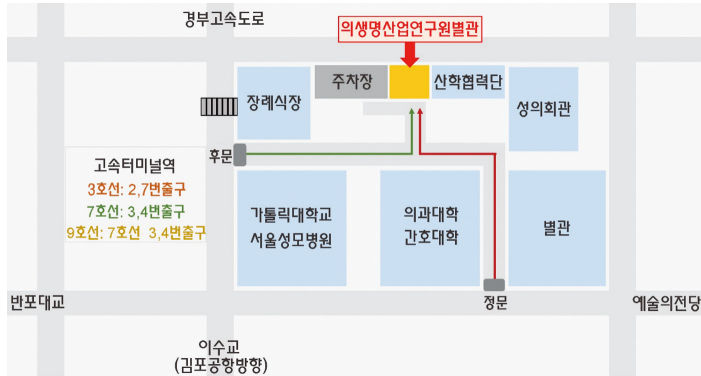 경부고속도로
의생명산업연구원별관
주차장
산학협력단
장례식장
성의회관
후문
고속터미널역
3호선: 2,7번출구
7호선: 3,4번출구
9호선: 7호선 3,4번출구
가톨릭대학교
서울성모병원
의과대학
간호대학
별관
반포대교
정문
예술의전당
이수교
(김포공항방향)